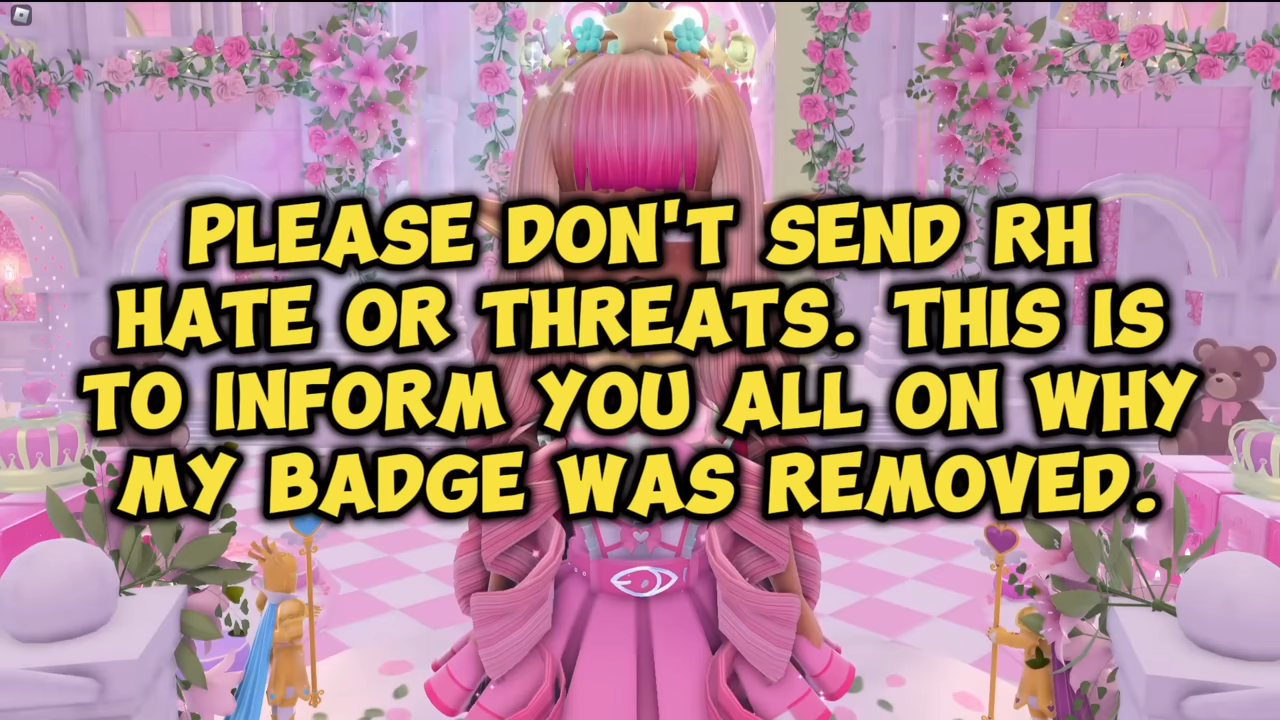 PLEASE DON'T SEND RH
HATE OR THREATS. THIS IS
TO INFORM YOU ALL ON WHY
MY BADGE WAS REMOVED.